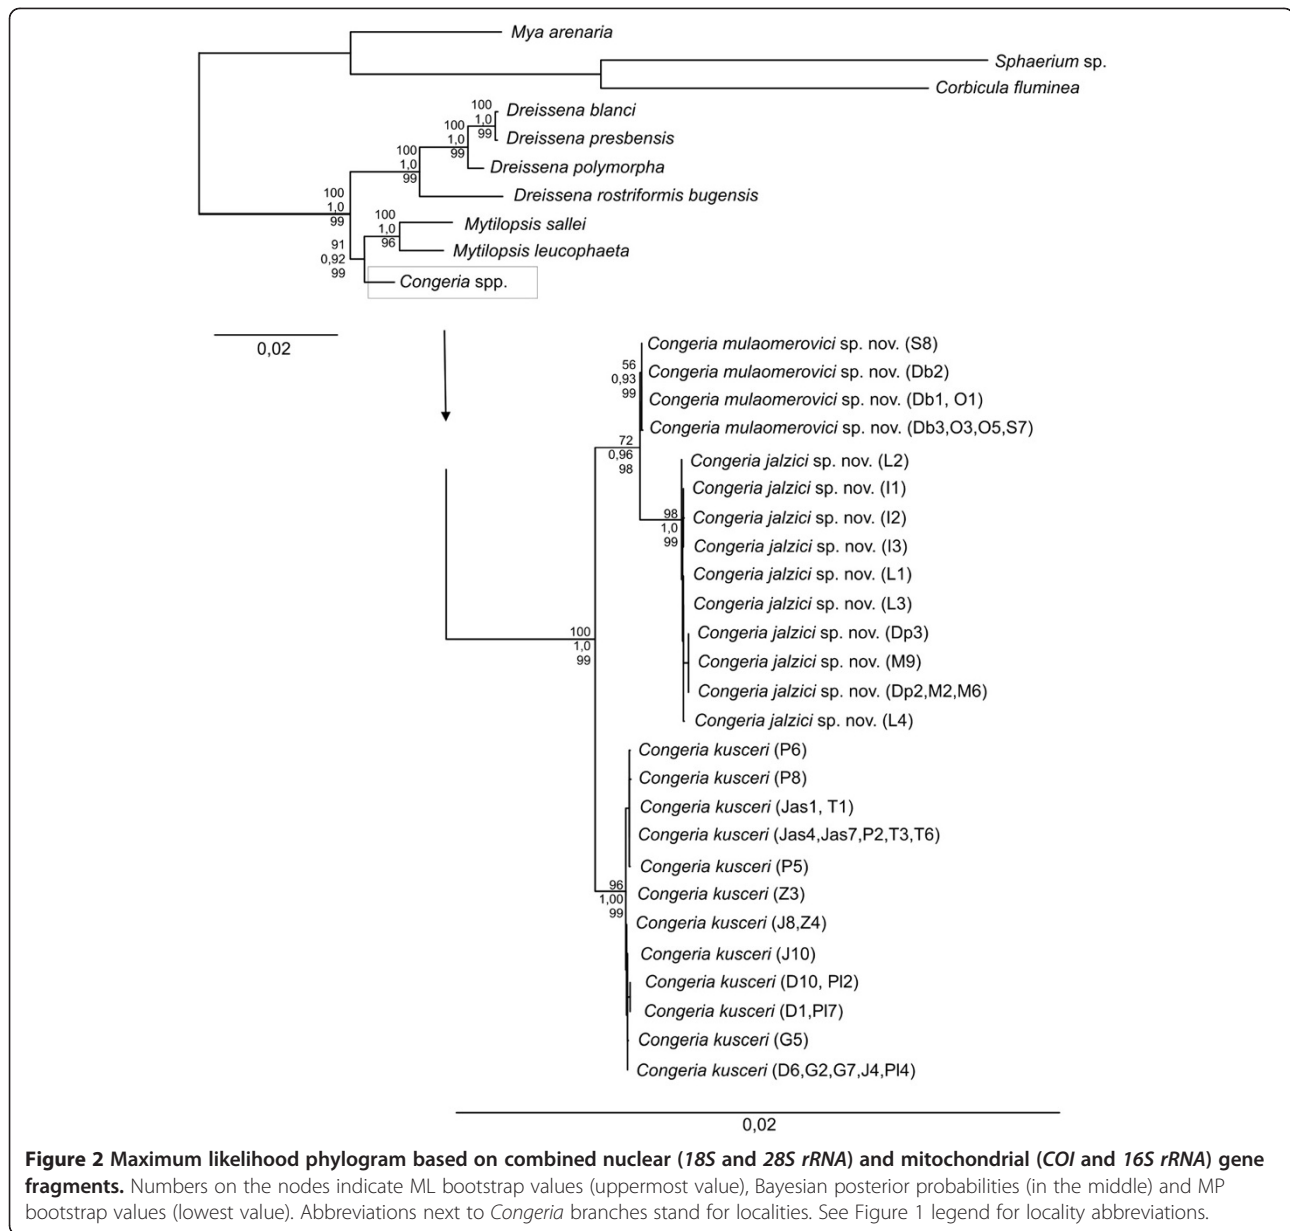 Mya arenaria
Sphaerium sp.
Corbicula fluminea
100
1,0
99
Dreissena blanci
Dreissena presbensis
100
1,0
99
Dreissena polymorpha
100
1,0
99
Dreissena rostriformis bugensis
100
1,0
99
100
1,0
96
Mytilopsis sallei
Mytilopsis leucophaeta
91
0,92
99
Congeria spp.
0,02
Congeria mulaomerovici sp. nov. (S8)
56
0,93
99
Congeria mulaomerovici sp. nov. (Db2)
Congeria mulaomerovici sp. nov. (Db1, O1)
Congeria mulaomerovici sp. nov. (Db3,O3,O5,S7)
72
0,96
98
Congeria jalzici sp. nov. (L2)
Congeria jalzici sp. nov. (I1)
Congeria jalzici sp. nov. (I2)
98
1,0
99
Congeria jalzici sp. nov. (I3)
Congeria jalzici sp. nov. (L1)
Congeria jalzici sp. nov. (L3)
Congeria jalzici sp. nov. (Dp3)
100
1,0
99
Congeria jalzici sp. nov. (M9)
Congeria jalzici sp. nov. (Dp2,M2,M6)
Congeria jalzici sp. nov. (L4)
Congeria kusceri (P6)
Congeria kusceri (P8)
Congeria kusceri (Jas1, T1)
Congeria kusceri (Jas4,Jas7,P2,T3,T6)
Congeria kusceri (P5)
96
1,00
99
Congeria kusceri (Z3)
Congeria kusceri (J8,Z4)
Congeria kusceri (J10)
Congeria kusceri (D10, Pl2)
Congeria kusceri (D1,Pl7)
Congeria kusceri (G5)
Congeria kusceri (D6,G2,G7,J4,Pl4)
0,02
Figure 2 Maximum likelihood phylogram based on combined nuclear (18S and 28S rRNA) and mitochondrial (COI and 16S rRNA) gene
fragments. Numbers on the nodes indicate ML bootstrap values (uppermost value), Bayesian posterior probabilities (in the middle) and MP
bootstrap values (lowest value). Abbreviations next to Congeria branches stand for localities. See Figure 1 legend for locality abbreviations.